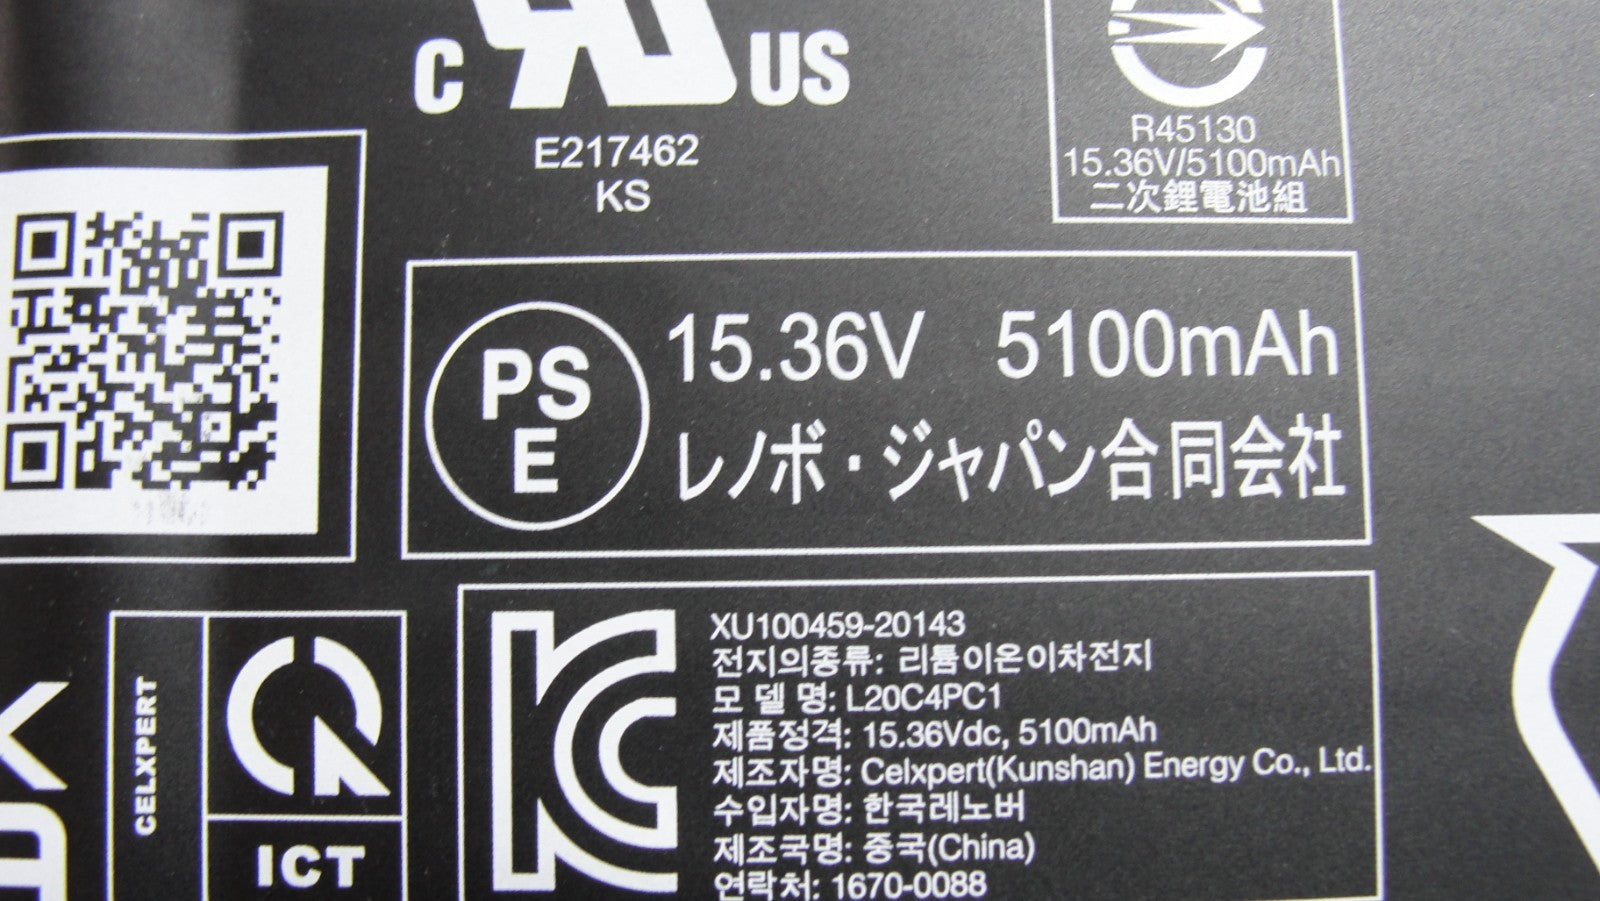 C US
E217462
KS
R45130
15.36V/5100mAh
二次鋰電池組
PS
E
15.36V 5100mAh
レノボ・ジャパン合同会社
CELXPERT
ICT
XU100459-20143
전지의종류: 리튬이온이차전지
모 델 명: L20C4PC1
제품정격: 15.36Vdc, 5100mAh
제조자명: Celxpert(Kunshan) Energy Co., Ltd.
수입자명: 한국레노버
제조국명: 중국(China)
연락처: 1670-0088